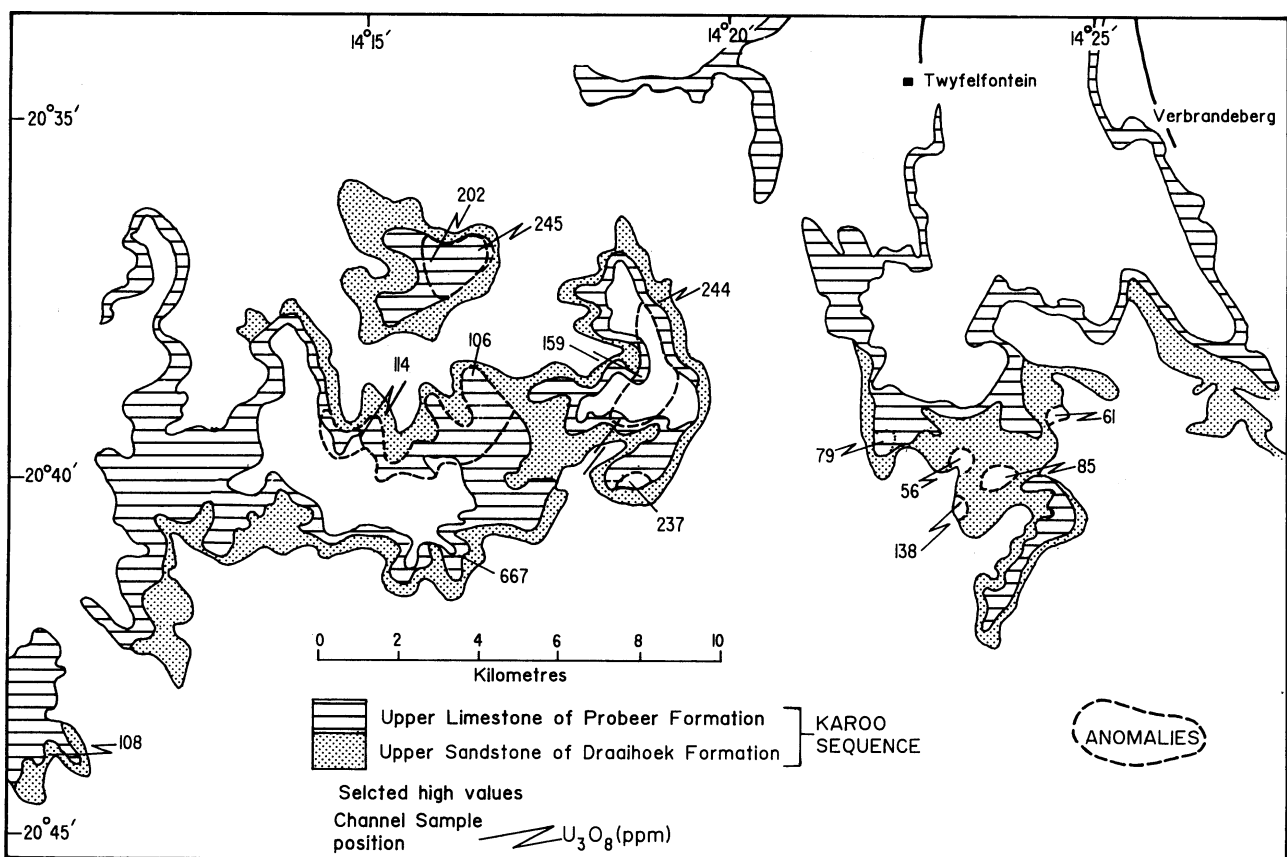 14°15′
14°20′
14°25′
Twyfelfontein
20°35′
Verbrandeberg
202
245
244
106
159
114
61
79
85
20°40′
56
237
138
667
0 2 4 6 8 10
Kilometres
Upper Limestone of Probeer Formation
KAROO
SEQUENCE
Upper Sandstone of Draaihoek Formation
ANOMALIES
108
Selcted high values
Channel Sample
position
U₃O₈(ppm)
20°45′